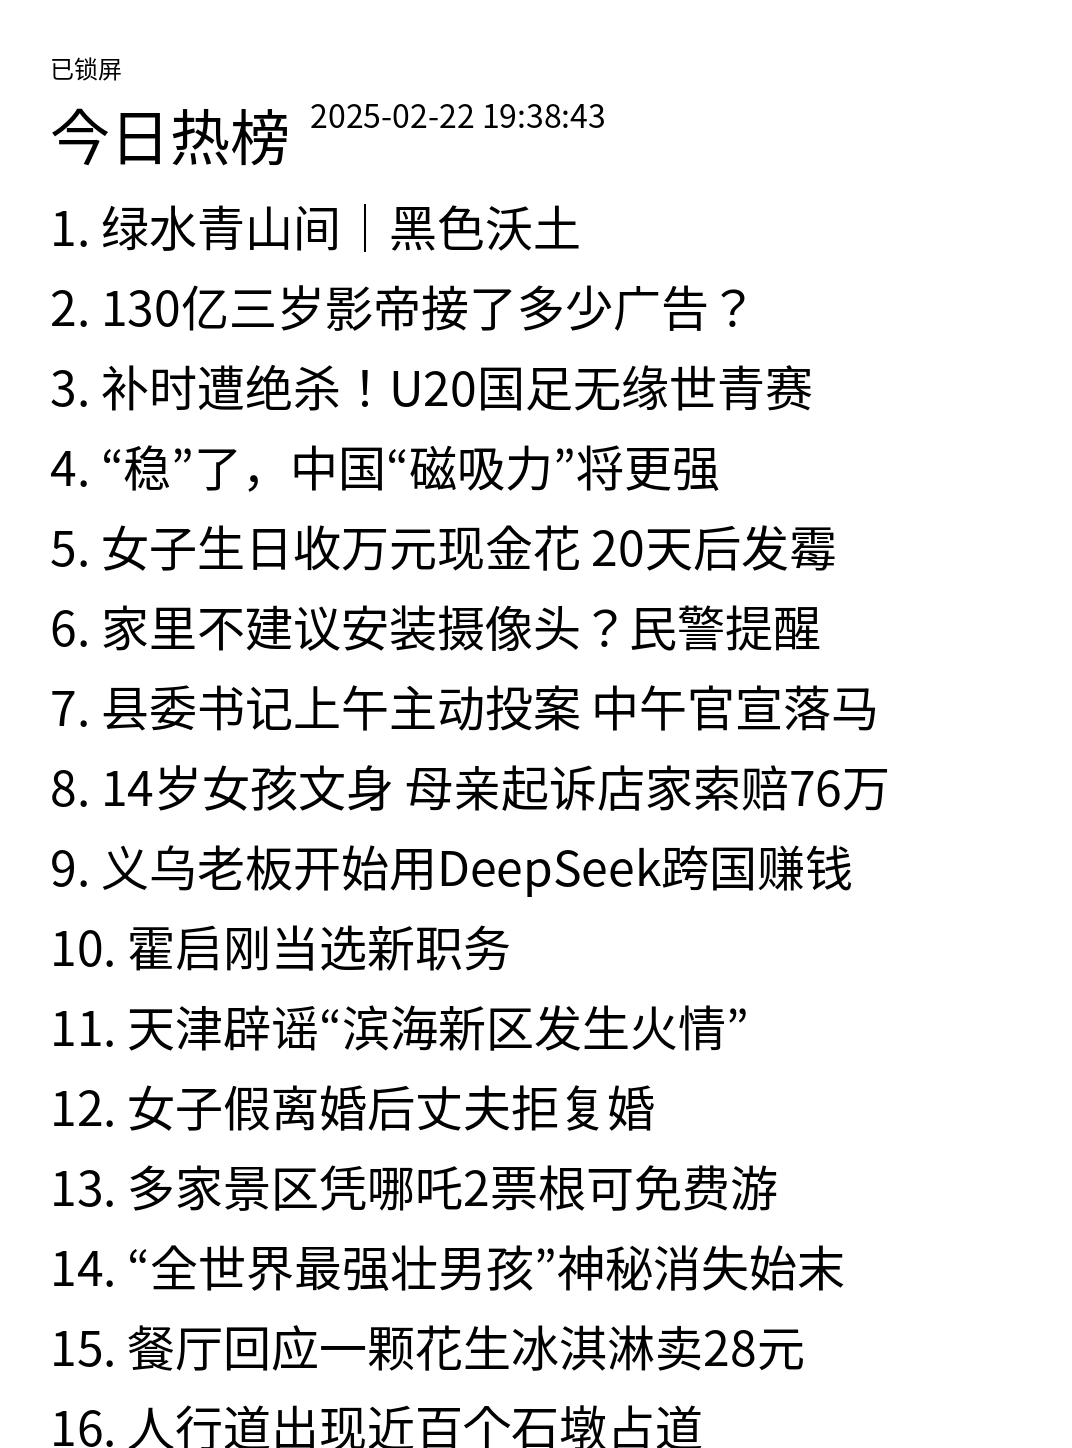 已锁屏
今日热榜 2025-02-22 19:38:43
1. 绿水青山间｜黑色沃土
2. 130亿三岁影帝接了多少广告？
3. 补时遭绝杀！U20国足无缘世青赛
4. “稳”了，中国“磁吸力”将更强
5. 女子生日收万元现金花 20天后发霉
6. 家里不建议安装摄像头？民警提醒
7. 县委书记上午主动投案 中午官宣落马
8. 14岁女孩文身 母亲起诉店家索赔76万
9. 义乌老板开始用DeepSeek跨国赚钱
10. 霍启刚当选新职务
11. 天津辟谣“滨海新区发生火情”
12. 女子假离婚后丈夫拒复婚
13. 多家景区凭哪吒2票根可免费游
14. “全世界最强壮男孩”神秘消失始末
15. 餐厅回应一颗花生冰淇淋卖28元
16. 人行道出现近百个石墩占道